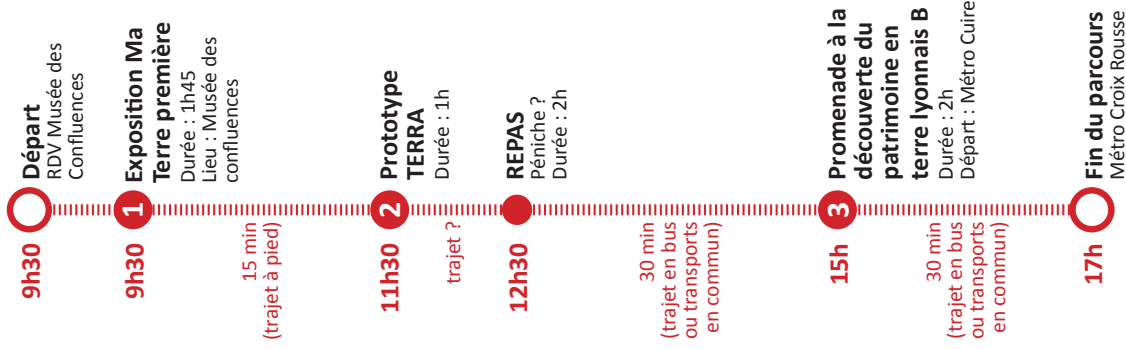 9h30
Départ
RDV Musée des
Confluences
9h30
1
Exposition Ma
Terre première
Durée : 1h45
Lieu : Musée des
confluences
15 min
(trajet à pied)
11h30
2
Prototype
TERRA
Durée : 1h
trajet ?
12h30
REPAS
Péniche ?
Durée : 2h
30 min
(trajet en bus
ou transports
en commun)
15h
3
Promenade à la
découverte du
patrimoine en
terre lyonnais B
Durée : 2h
Départ : Métro Cuire
30 min
(trajet en bus
ou transports
en commun)
17h
Fin du parcours
Métro Croix Rousse